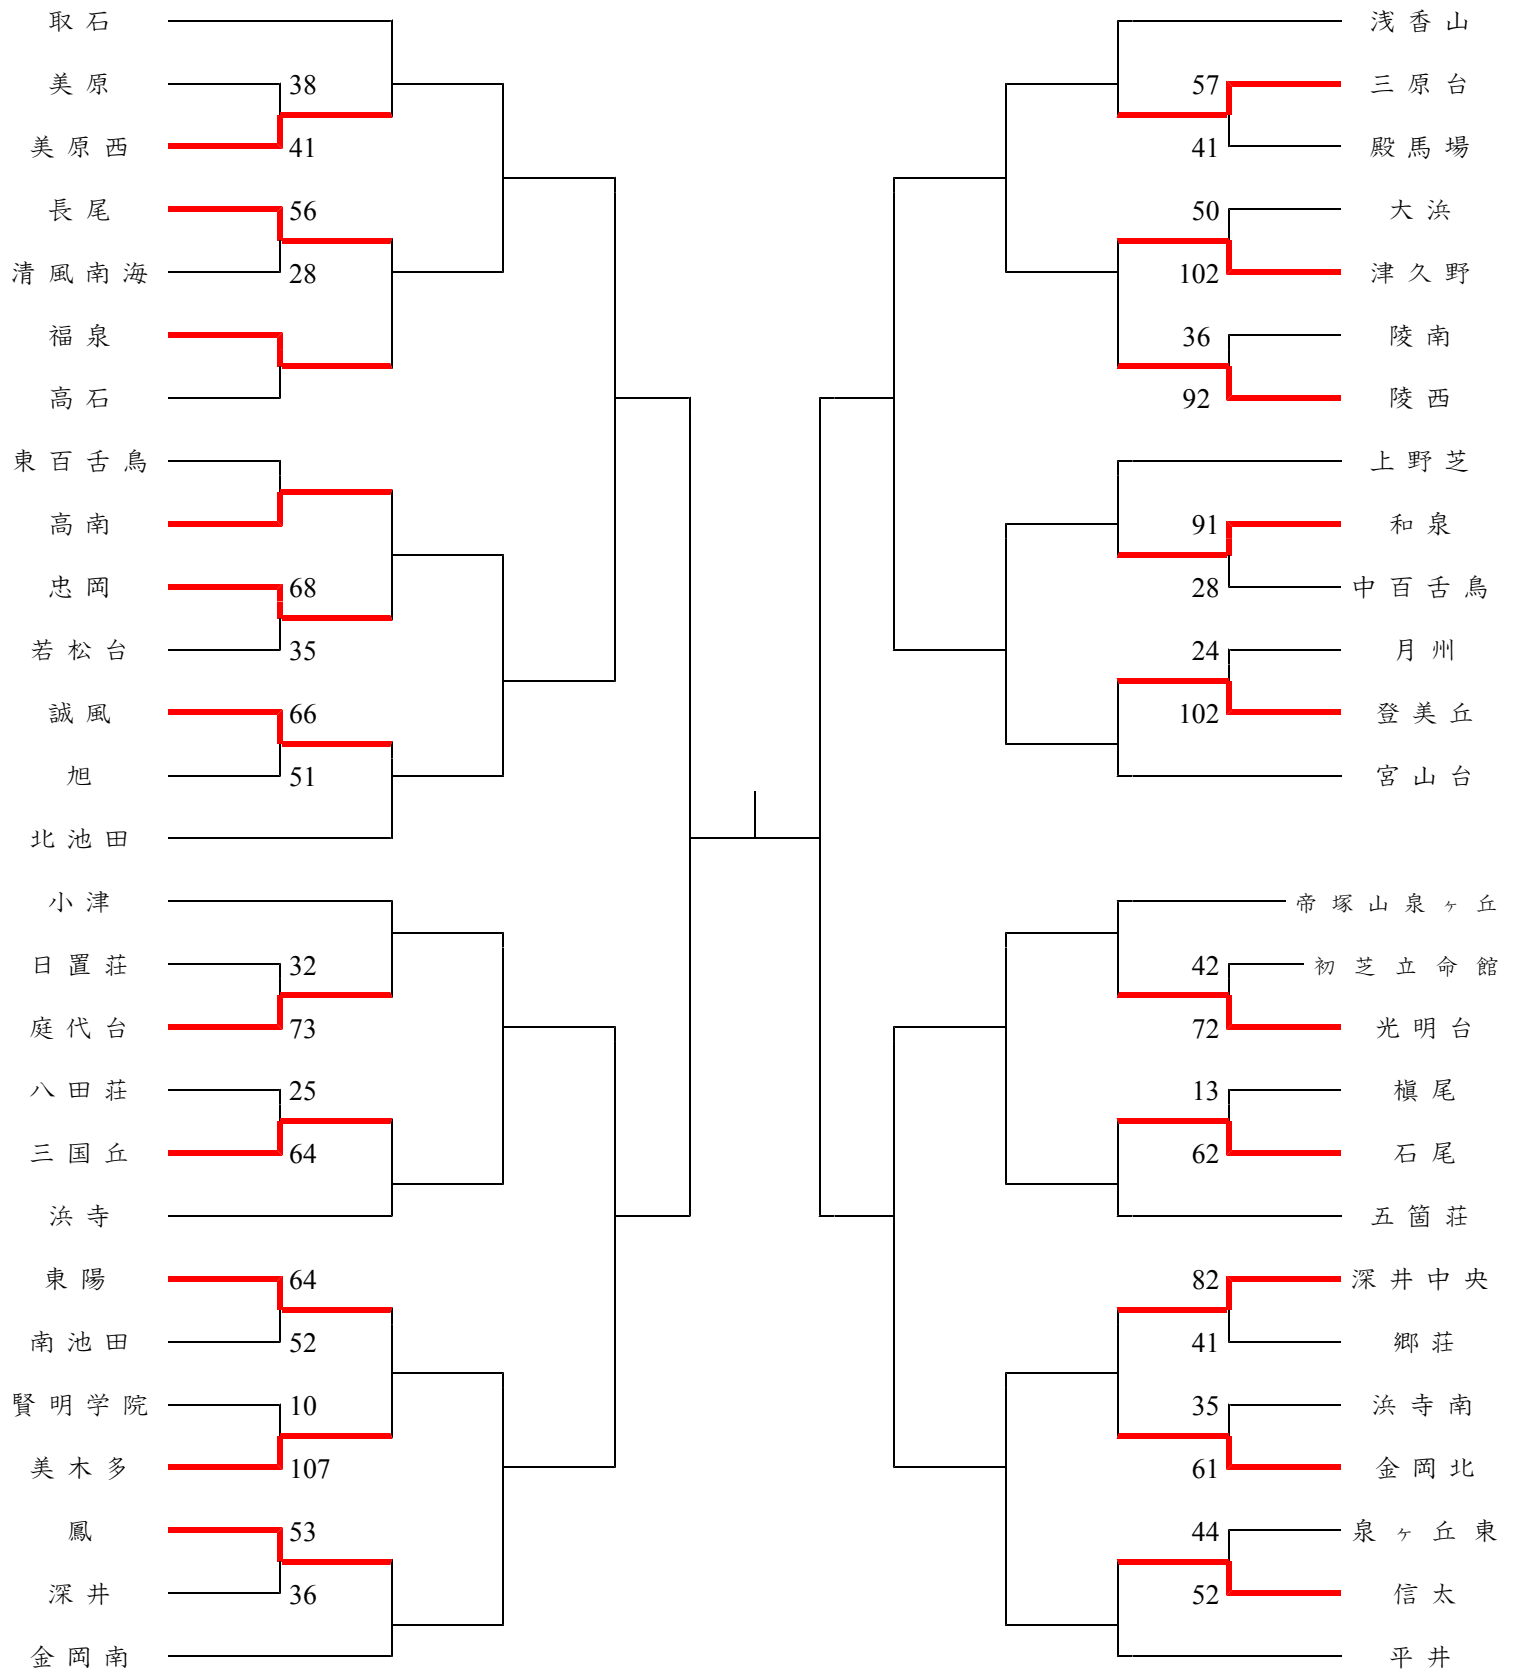 取石
美原 38
美原西 41
長尾 56
清風南海 28
福泉
高石
東百舌鳥
高南
忠岡 68
若松台 35
誠風 66
旭 51
北池田
小津
日置荘 32
庭代台 73
八田荘 25
三国丘 64
浜寺
東陽 64
南池田 52
賢明学院 10
美木多 107
鳳 53
深井 36
金岡南
浅香山
57 三原台
41 殿馬場
50 大浜
102 津久野
36 陵南
92 陵西
上野芝
91 和泉
28 中百舌鳥
24 月州
102 登美丘
宮山台
帝塚山泉ヶ丘
42 初芝立命館
72 光明台
13 槇尾
62 石尾
五箇荘
82 深井中央
41 郷荘
35 浜寺南
61 金岡北
44 泉ヶ丘東
52 信太
平井